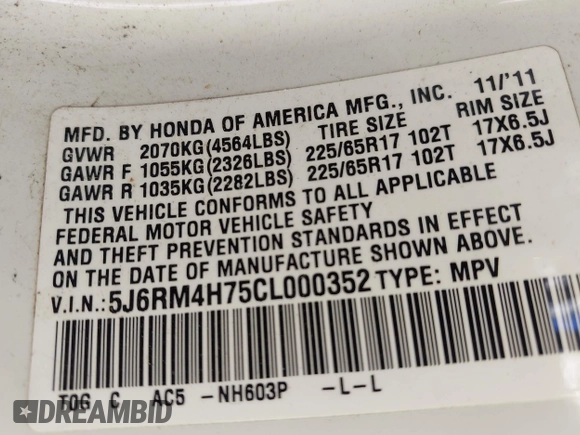 MFD. BY HONDA OF AMERICA MFG., INC. 11/'11
GVWR 2070KG(4564LBS) TIRE SIZE RIM SIZE
GAWR F 1055KG(2326LBS) 225/65R17 102T 17X6.5J
GAWR R 1035KG(2282LBS) 225/65R17 102T 17X6.5J
THIS VEHICLE CONFORMS TO ALL APPLICABLE
FEDERAL MOTOR VEHICLE SAFETY
AND THEFT PREVENTION STANDARDS IN EFFECT
ON THE DATE OF MANUFACTURE SHOWN ABOVE.
V.I.N.: 5J6RM4H75CL000352 TYPE: MPV
T0G C AC5 -NH603P -L-L
DREAMBID